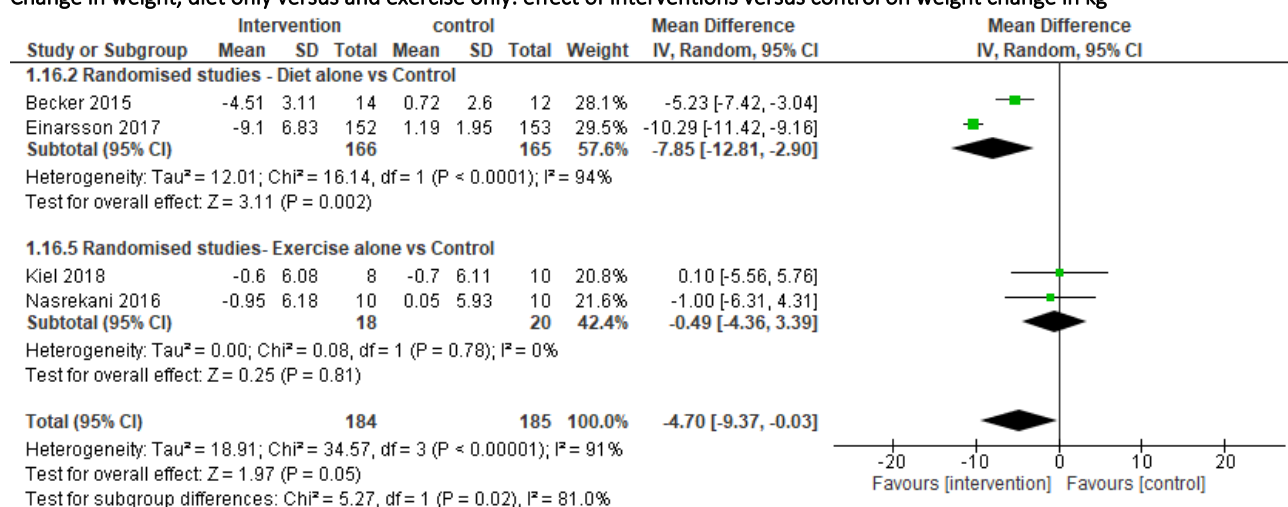 Change in weight, diet only versus and exercise only: effect of interventions versus control on weight change in kg
Intervention control Mean Difference Mean Difference
Study or Subgroup Mean SD Total Mean SD Total Weight IV, Random, 95% CI IV, Random, 95% CI
1.16.2 Randomised studies - Diet alone vs Control
Becker 2015 -4.51 3.11 14 0.72 2.6 12 28.1% -5.23 [-7.42, -3.04]
Einarsson 2017 -9.1 6.83 152 1.19 1.95 153 29.5% -10.29 [-11.42, -9.16]
Subtotal (95% CI) 166 165 57.6% -7.85 [-12.81, -2.90]
Heterogeneity: Tau² = 12.01; Chi² = 16.14, df = 1 (P < 0.0001); I² = 94%
Test for overall effect: Z = 3.11 (P = 0.002)
1.16.5 Randomised studies- Exercise alone vs Control
Kiel 2018 -0.6 6.08 8 -0.7 6.11 10 20.8% 0.10 [-5.56, 5.76]
Nasrekani 2016 -0.95 6.18 10 0.05 5.93 10 21.6% -1.00 [-6.31, 4.31]
Subtotal (95% CI) 18 20 42.4% -0.49 [-4.36, 3.39]
Heterogeneity: Tau² = 0.00; Chi² = 0.08, df = 1 (P = 0.78); I² = 0%
Test for overall effect: Z = 0.25 (P = 0.81)
Total (95% CI) 184 185 100.0% -4.70 [-9.37, -0.03]
Heterogeneity: Tau² = 18.91; Chi² = 34.57, df = 3 (P < 0.00001); I² = 91%
Test for overall effect: Z = 1.97 (P = 0.05)
Test for subgroup differences: Chi² = 5.27, df = 1 (P = 0.02), I² = 81.0%
-20 -10 0 10 20
Favours [intervention] Favours [control]